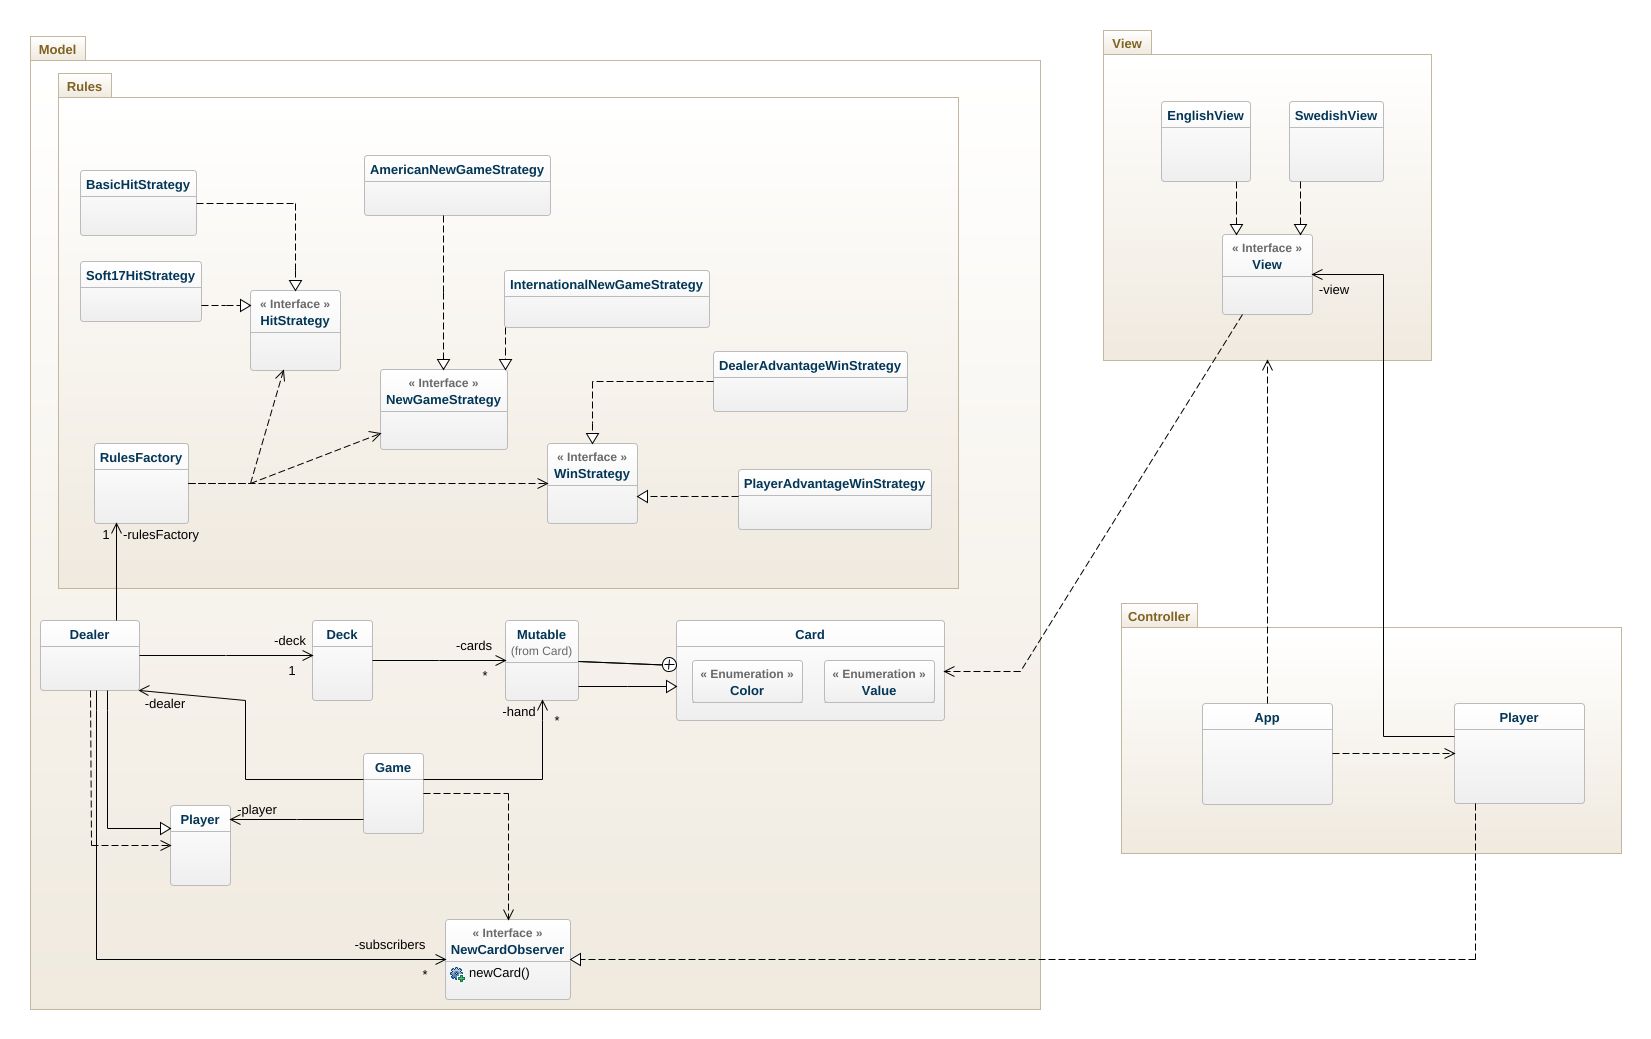 Model
Rules
BasicHitStrategy
AmericanNewGameStrategy
Soft17HitStrategy
InternationalNewGameStrategy
« Interface »
HitStrategy
DealerAdvantageWinStrategy
« Interface »
NewGameStrategy
RulesFactory
« Interface »
WinStrategy
PlayerAdvantageWinStrategy
1
-rulesFactory
Dealer
-deck
1
Deck
-cards
*
Mutable
(from Card)
Card
« Enumeration »
Color
« Enumeration »
Value
-dealer
-hand
*
Game
Player
-player
-subscribers
*
« Interface »
NewCardObserver
newCard()
View
EnglishView
SwedishView
« Interface »
View
-view
Controller
App
Player